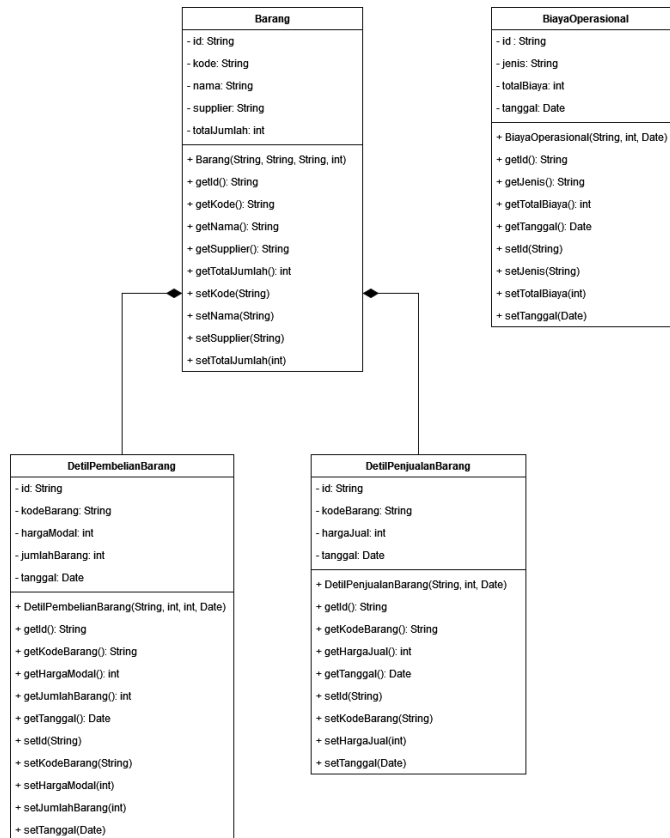 Barang
- id: String
- kode: String
- nama: String
- supplier: String
- totalJumlah: int
+ Barang(String, String, String, int)
+ getId(): String
+ getKode(): String
+ getNama(): String
+ getSupplier(): String
+ getTotalJumlah(): int
+ setKode(String)
+ setNama(String)
+ setSupplier(String)
+ setTotalJumlah(int)
BiayaOperasional
- id : String
- jenis: String
- totalBiaya: int
- tanggal: Date
+ BiayaOperasional(String, int, Date)
+ getId(): String
+ getJenis(): String
+ getTotalBiaya(): int
+ getTanggal(): Date
+ setId(String)
+ setJenis(String)
+ setTotalBiaya(int)
+ setTanggal(Date)
DetilPembelianBarang
- id: String
- kodeBarang: String
- hargaModal: int
- jumlahBarang: int
- tanggal: Date
+ DetilPembelianBarang(String, int, int, Date)
+ getId(): String
+ getKodeBarang(): String
+ getHargaModal(): int
+ getJumlahBarang(): int
+ getTanggal(): Date
+ setId(String)
+ setKodeBarang(String)
+ setHargaModal(int)
+ setJumlahBarang(int)
+ setTanggal(Date)
DetilPenjualanBarang
- id: String
- kodeBarang: String
- hargaJual: int
- tanggal: Date
+ DetilPenjualanBarang(String, int, Date)
+ getId(): String
+ getKodeBarang(): String
+ getHargaJual(): int
+ getTanggal(): Date
+ setId(String)
+ setKodeBarang(String)
+ setHargaJual(int)
+ setTanggal(Date)